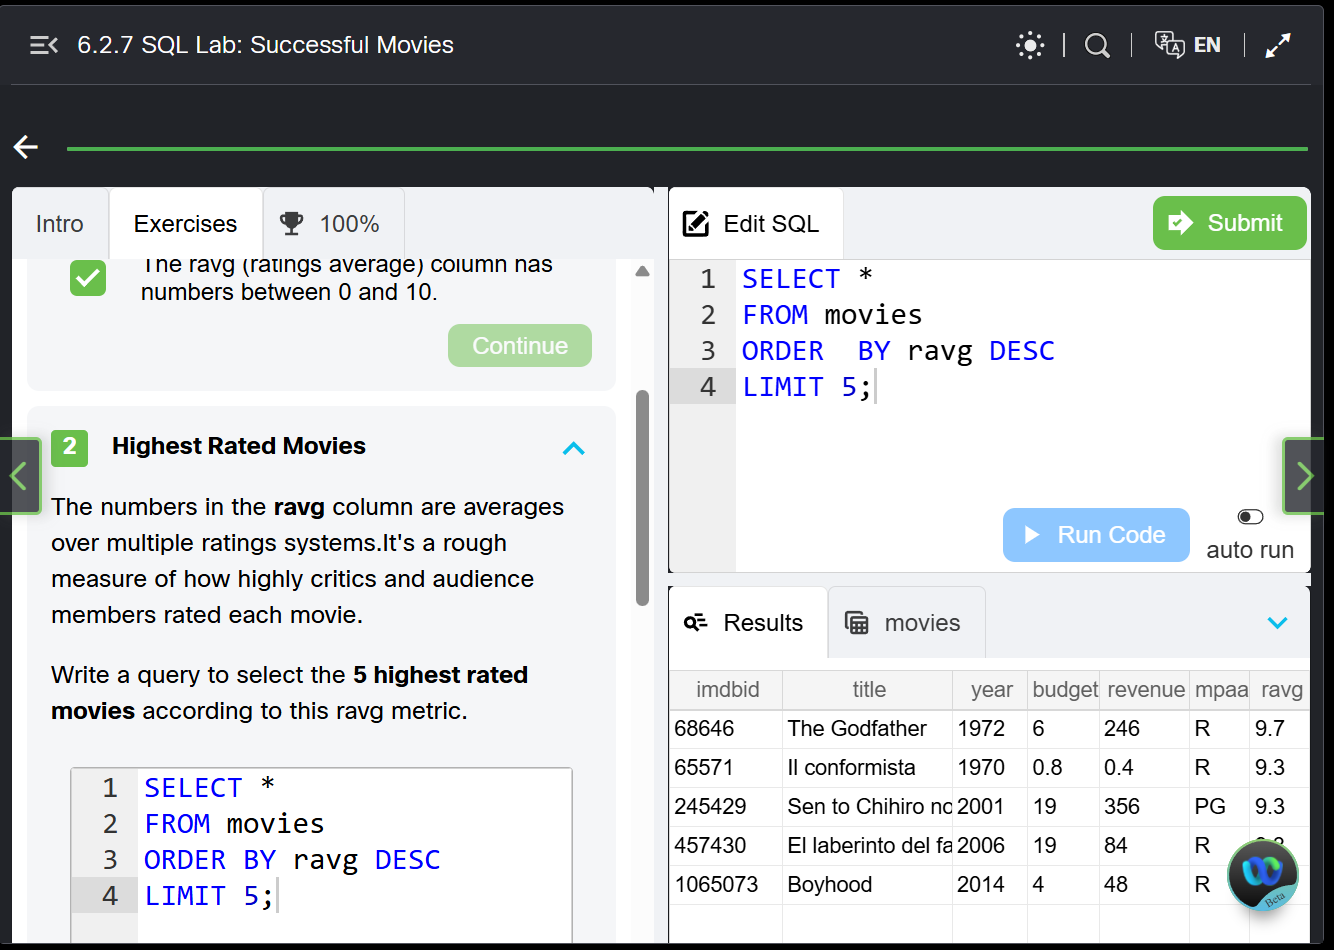 6.2.7 SQL Lab: Successful Movies
EN
Intro
Exercises
100%
The ravg (ratings average) column has
numbers between 0 and 10.
Continue
2
Highest Rated Movies
The numbers in the ravg column are averages
over multiple ratings systems.It's a rough
measure of how highly critics and audience
members rated each movie.
Write a query to select the 5 highest rated
movies according to this ravg metric.
1 SELECT *
2 FROM movies
3 ORDER BY ravg DESC
4 LIMIT 5;
Edit SQL
Submit
1 SELECT *
2 FROM movies
3 ORDER  BY ravg DESC
4 LIMIT 5;
Run Code
auto run
Results
movies
imdbid title year budget revenue mpaa ravg
68646 The Godfather 1972 6 246 R 9.7
65571 Il conformista 1970 0.8 0.4 R 9.3
245429 Sen to Chihiro no 2001 19 356 PG 9.3
457430 El laberinto del fa 2006 19 84 R
1065073 Boyhood 2014 4 48 R
Beta